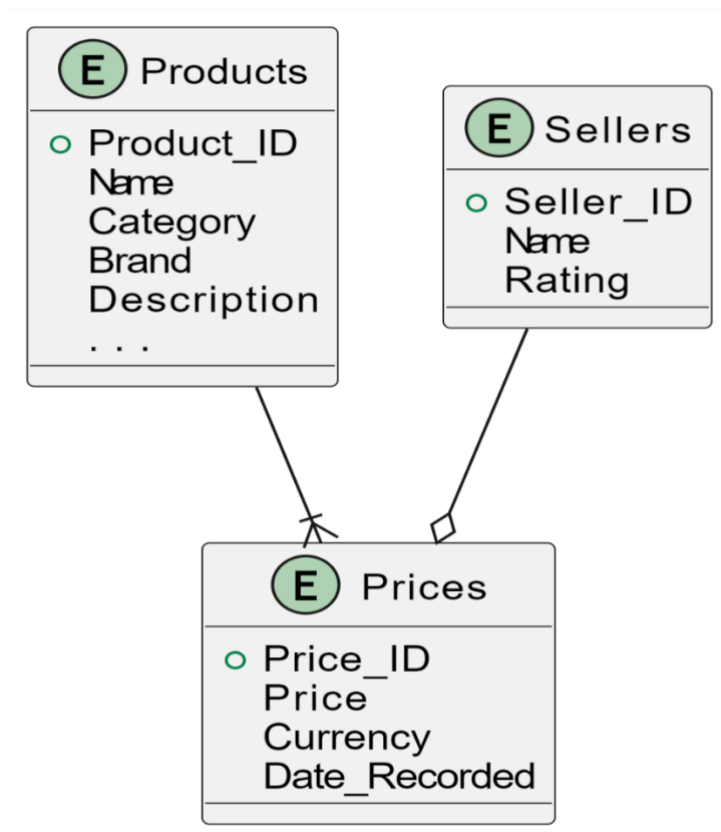 E Products
Product_ID
Name
Category
Brand
Description
. . .
E Sellers
Seller_ID
Name
Rating
E Prices
Price_ID
Price
Currency
Date_Recorded